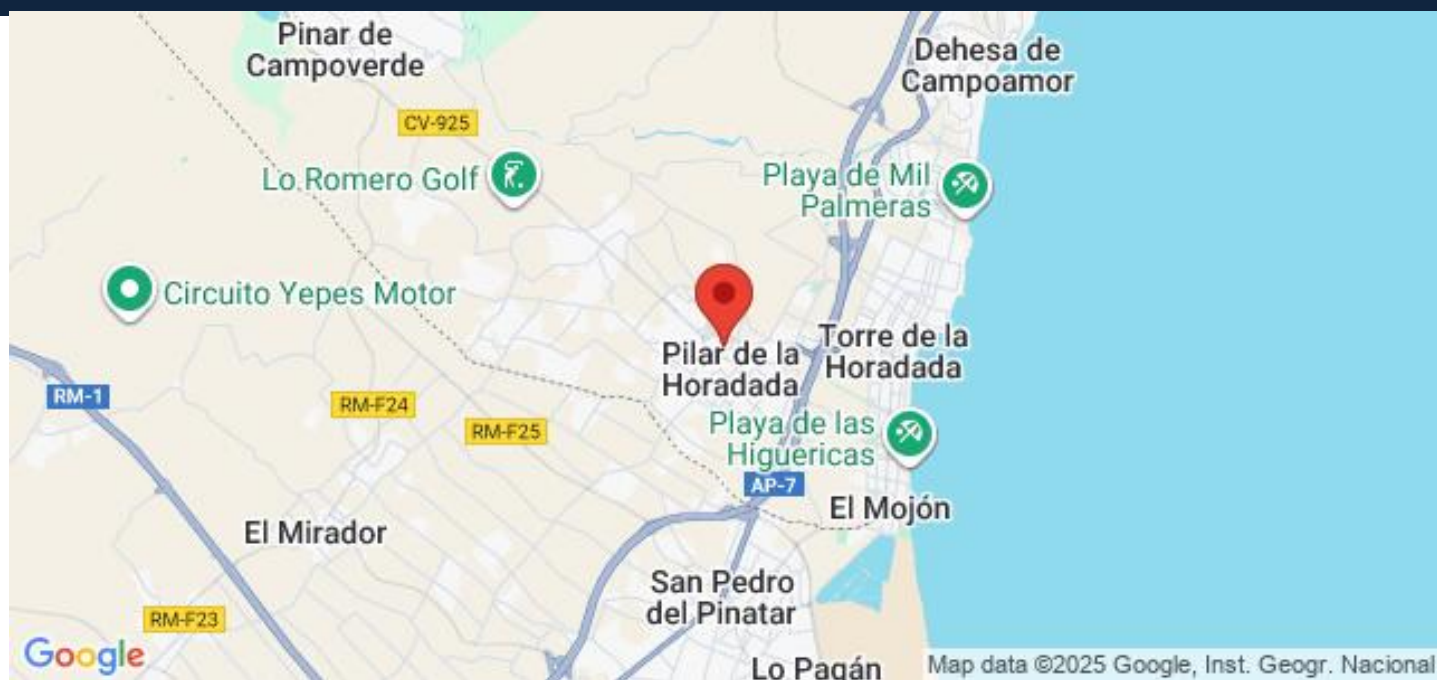 Pinar de
Campoverde
Dehesa de
Campoamor
CV-925
Lo Romero Golf
Playa de Mil
Palmeras
Circuito Yepes Motor
Pilar de la
Horadada
Torre de la
Horadada
RM-1
RM-F24
RM-F25
Playa de las
Higuericas
AP-7
El Mojón
El Mirador
San Pedro
del Pinatar
RM-F23
Google
Lo Pagán
Map data ©2025 Google, Inst. Geogr. Nacional